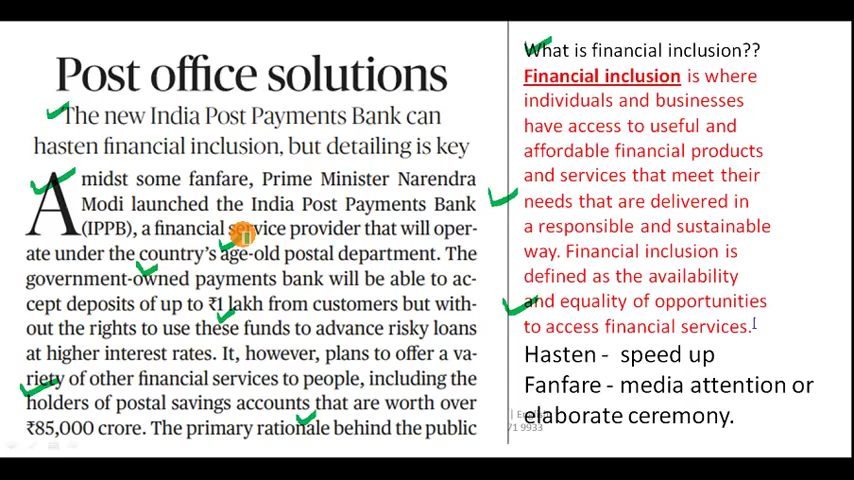 Post office solutions
The new India Post Payments Bank can
hasten financial inclusion, but detailing is key
Amidst some fanfare, Prime Minister Narendra
Modi launched the India Post Payments Bank
(IPPB), a financial service provider that will oper-
ate under the country's age-old postal department. The
government-owned payments bank will be able to ac-
cept deposits of up to ₹1 lakh from customers but with-
out the rights to use these funds to advance risky loans
at higher interest rates. It, however, plans to offer a va-
riety of other financial services to people, including the
holders of postal savings accounts that are worth over
₹85,000 crore. The primary rationale behind the public
What is financial inclusion??
Financial inclusion is where
individuals and businesses
have access to useful and
affordable financial products
and services that meet their
needs that are delivered in
a responsible and sustainable
way. Financial inclusion is
defined as the availability
and equality of opportunities
to access financial services.
Hasten - speed up
Fanfare - media attention or
elaborate ceremony.
71 9933